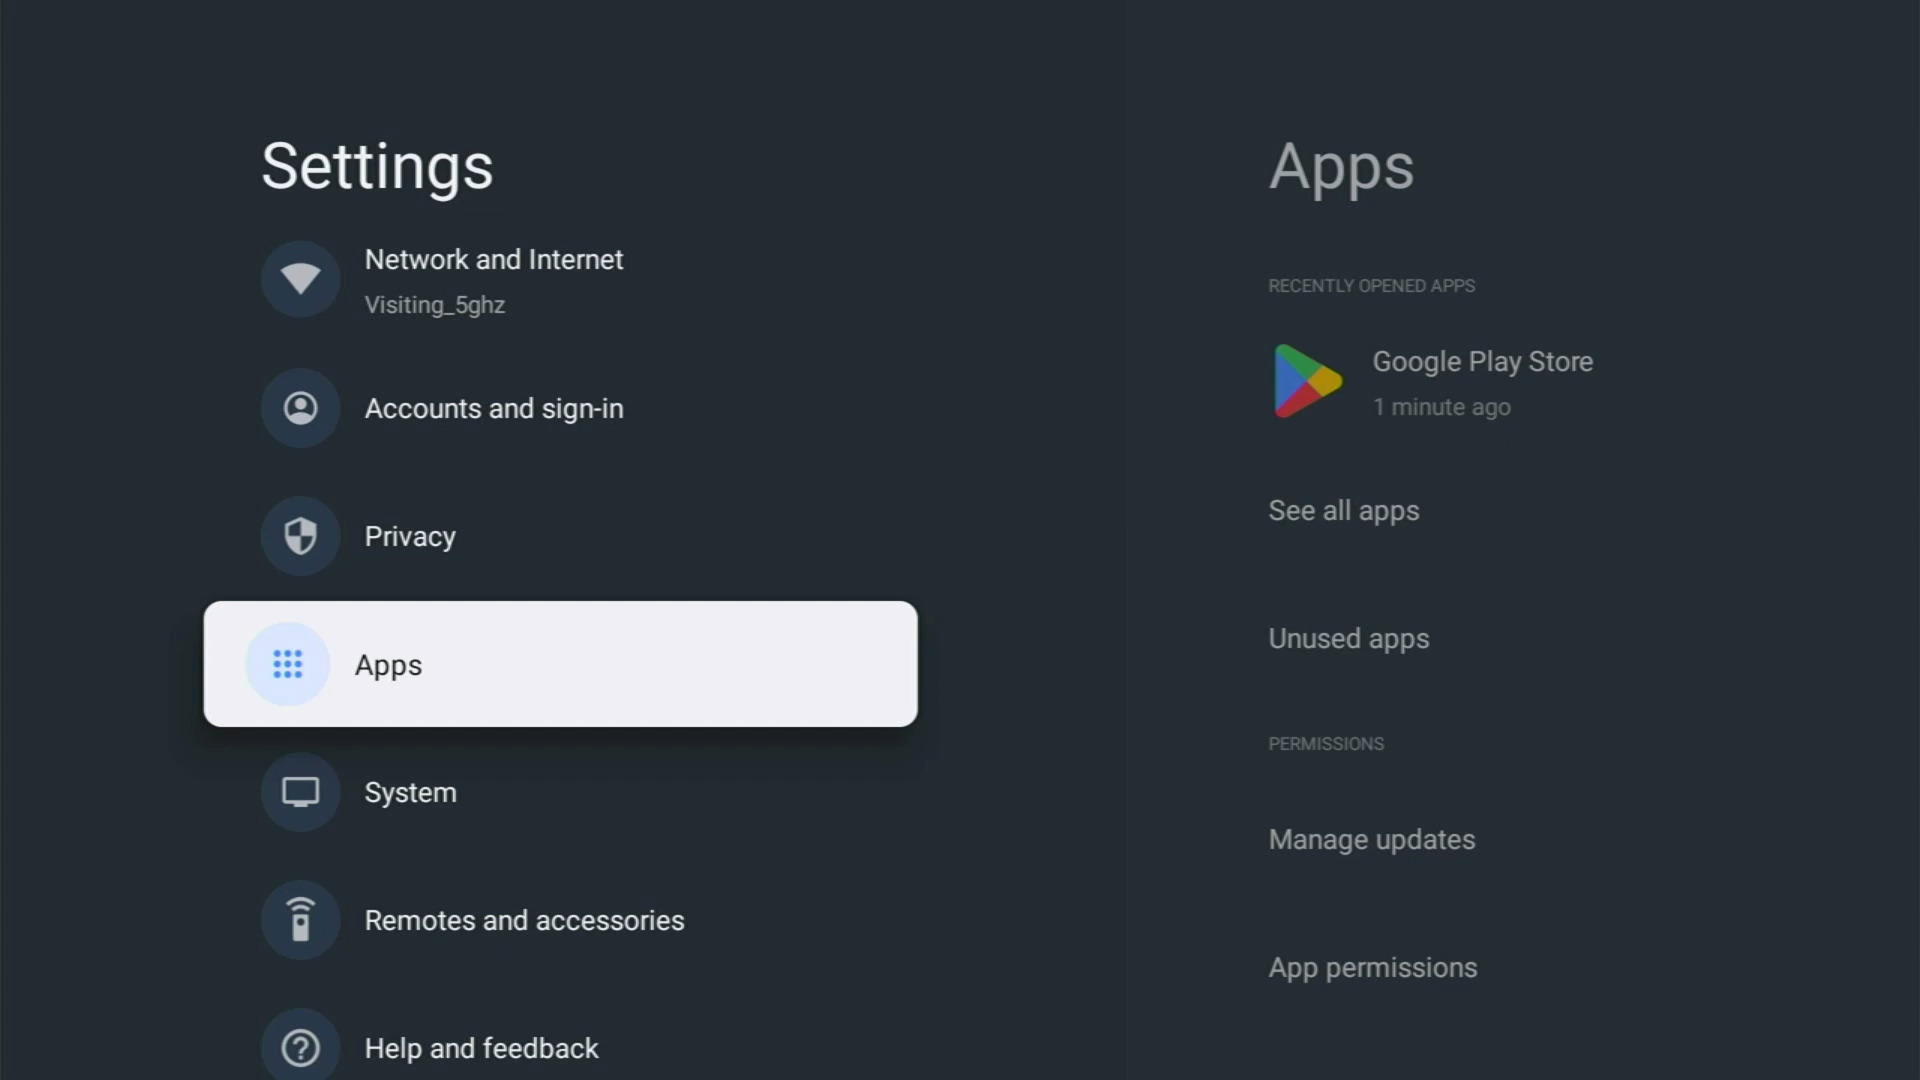 Settings
Network and Internet
Visiting_5ghz
Accounts and sign-in
Privacy
Apps
System
Remotes and accessories
Help and feedback
Apps
RECENTLY OPENED APPS
Google Play Store
1 minute ago
See all apps
Unused apps
PERMISSIONS
Manage updates
App permissions